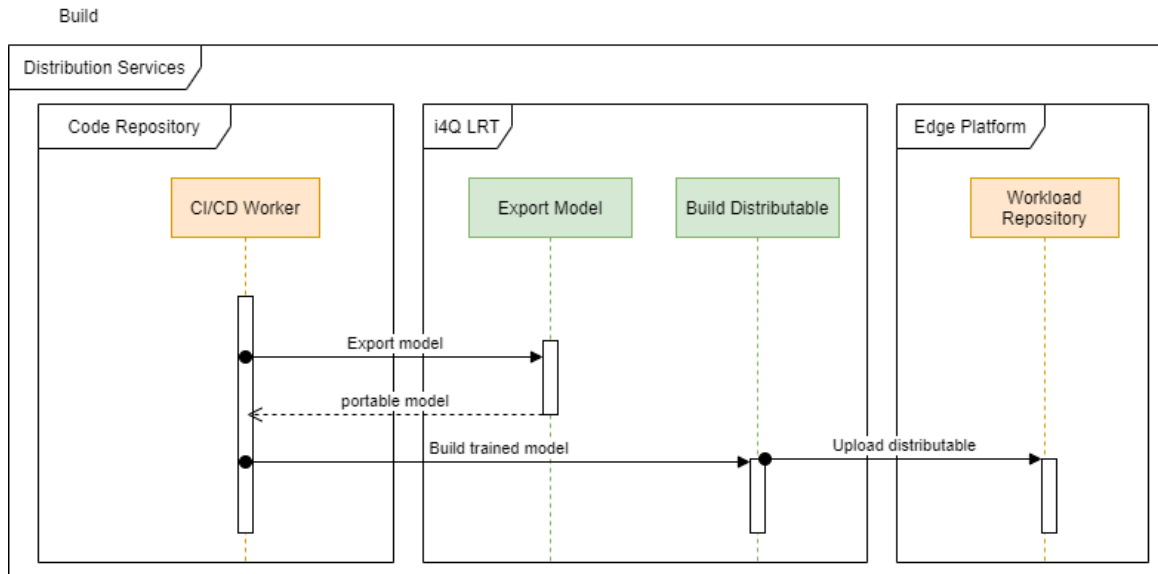 Build
Distribution Services
Code Repository
i4Q LRT
Edge Platform
CI/CD Worker
Export Model
Build Distributable
Workload
Repository
Export model
portable model
Build trained model
Upload distributable